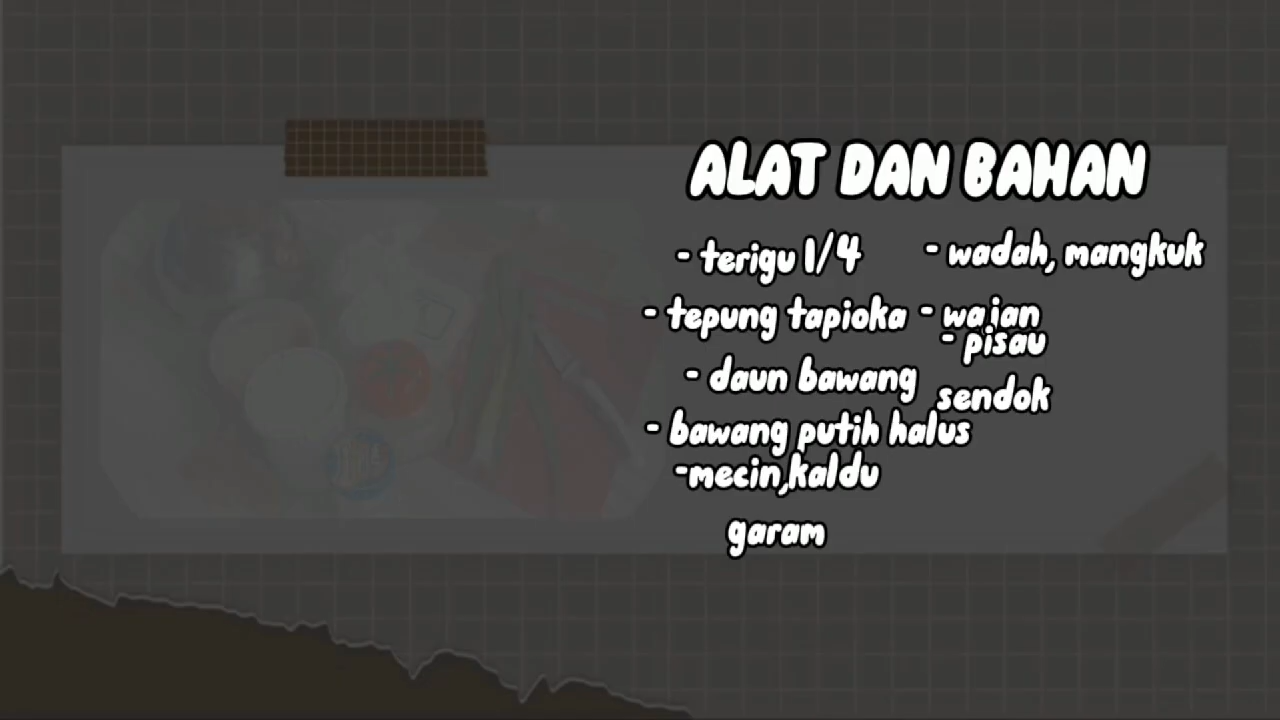 ALAT DAN BAHAN
- terigu 1/4
- tepung tapioka
- daun bawang
- bawang putih halus
-mecin,kaldu
garam
- wadah, mangkuk
- wajan
- pisau
sendok